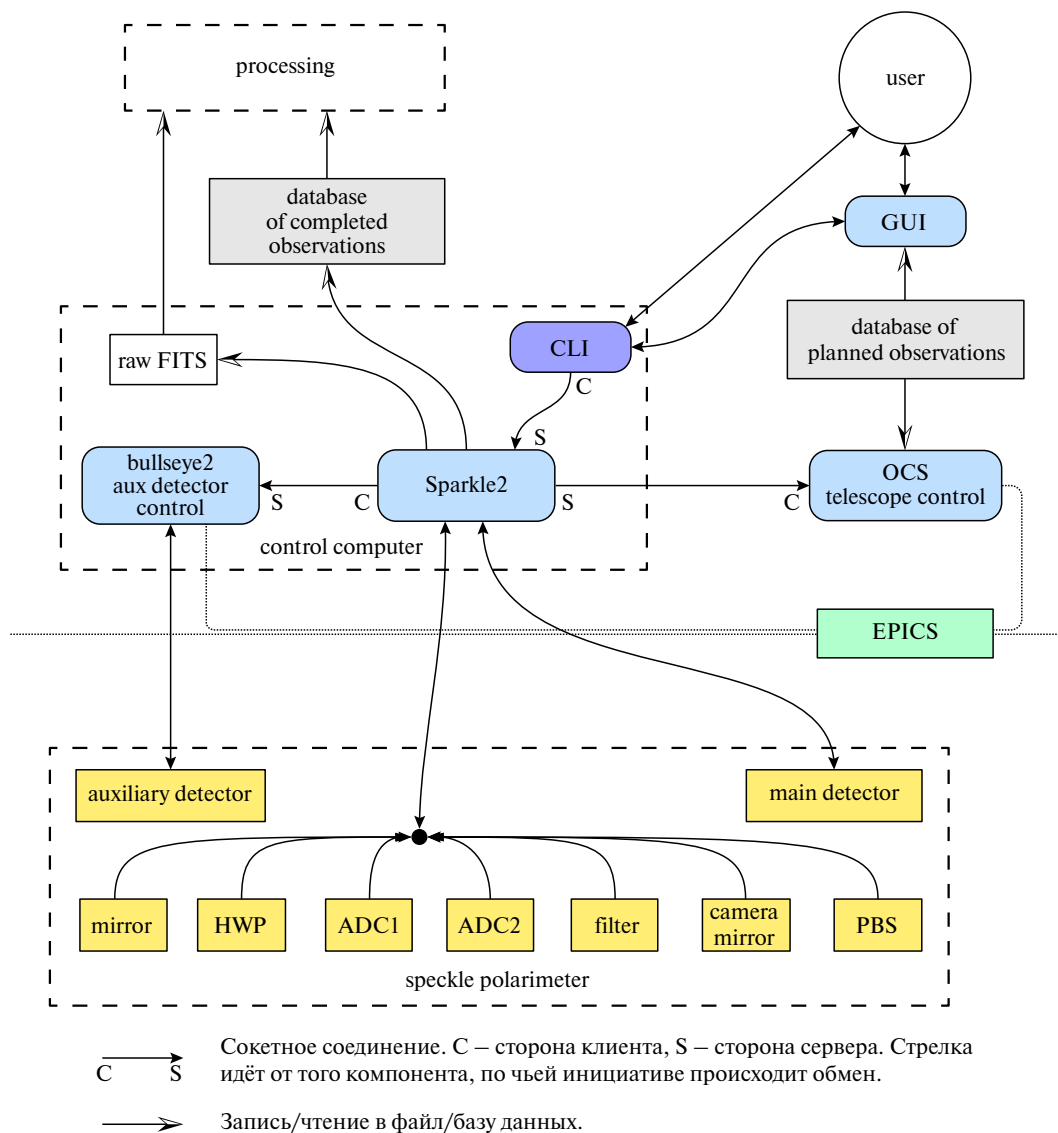 processing
user
database
of completed
observations
GUI
raw FITS
CLI
database of
planned observations
C
S
bullseye2
aux detector
control
S
C
Sparkle2
S
C
OCS
telescope control
control computer
EPICS
auxiliary detector
main detector
mirror
HWP
ADC1
ADC2
filter
camera
mirror
PBS
speckle polarimeter
C S
Сокетное соединение. C – сторона клиента, S – сторона сервера. Стрелка
идёт от того компонента, по чьей инициативе происходит обмен.
Запись/чтение в файл/базу данных.